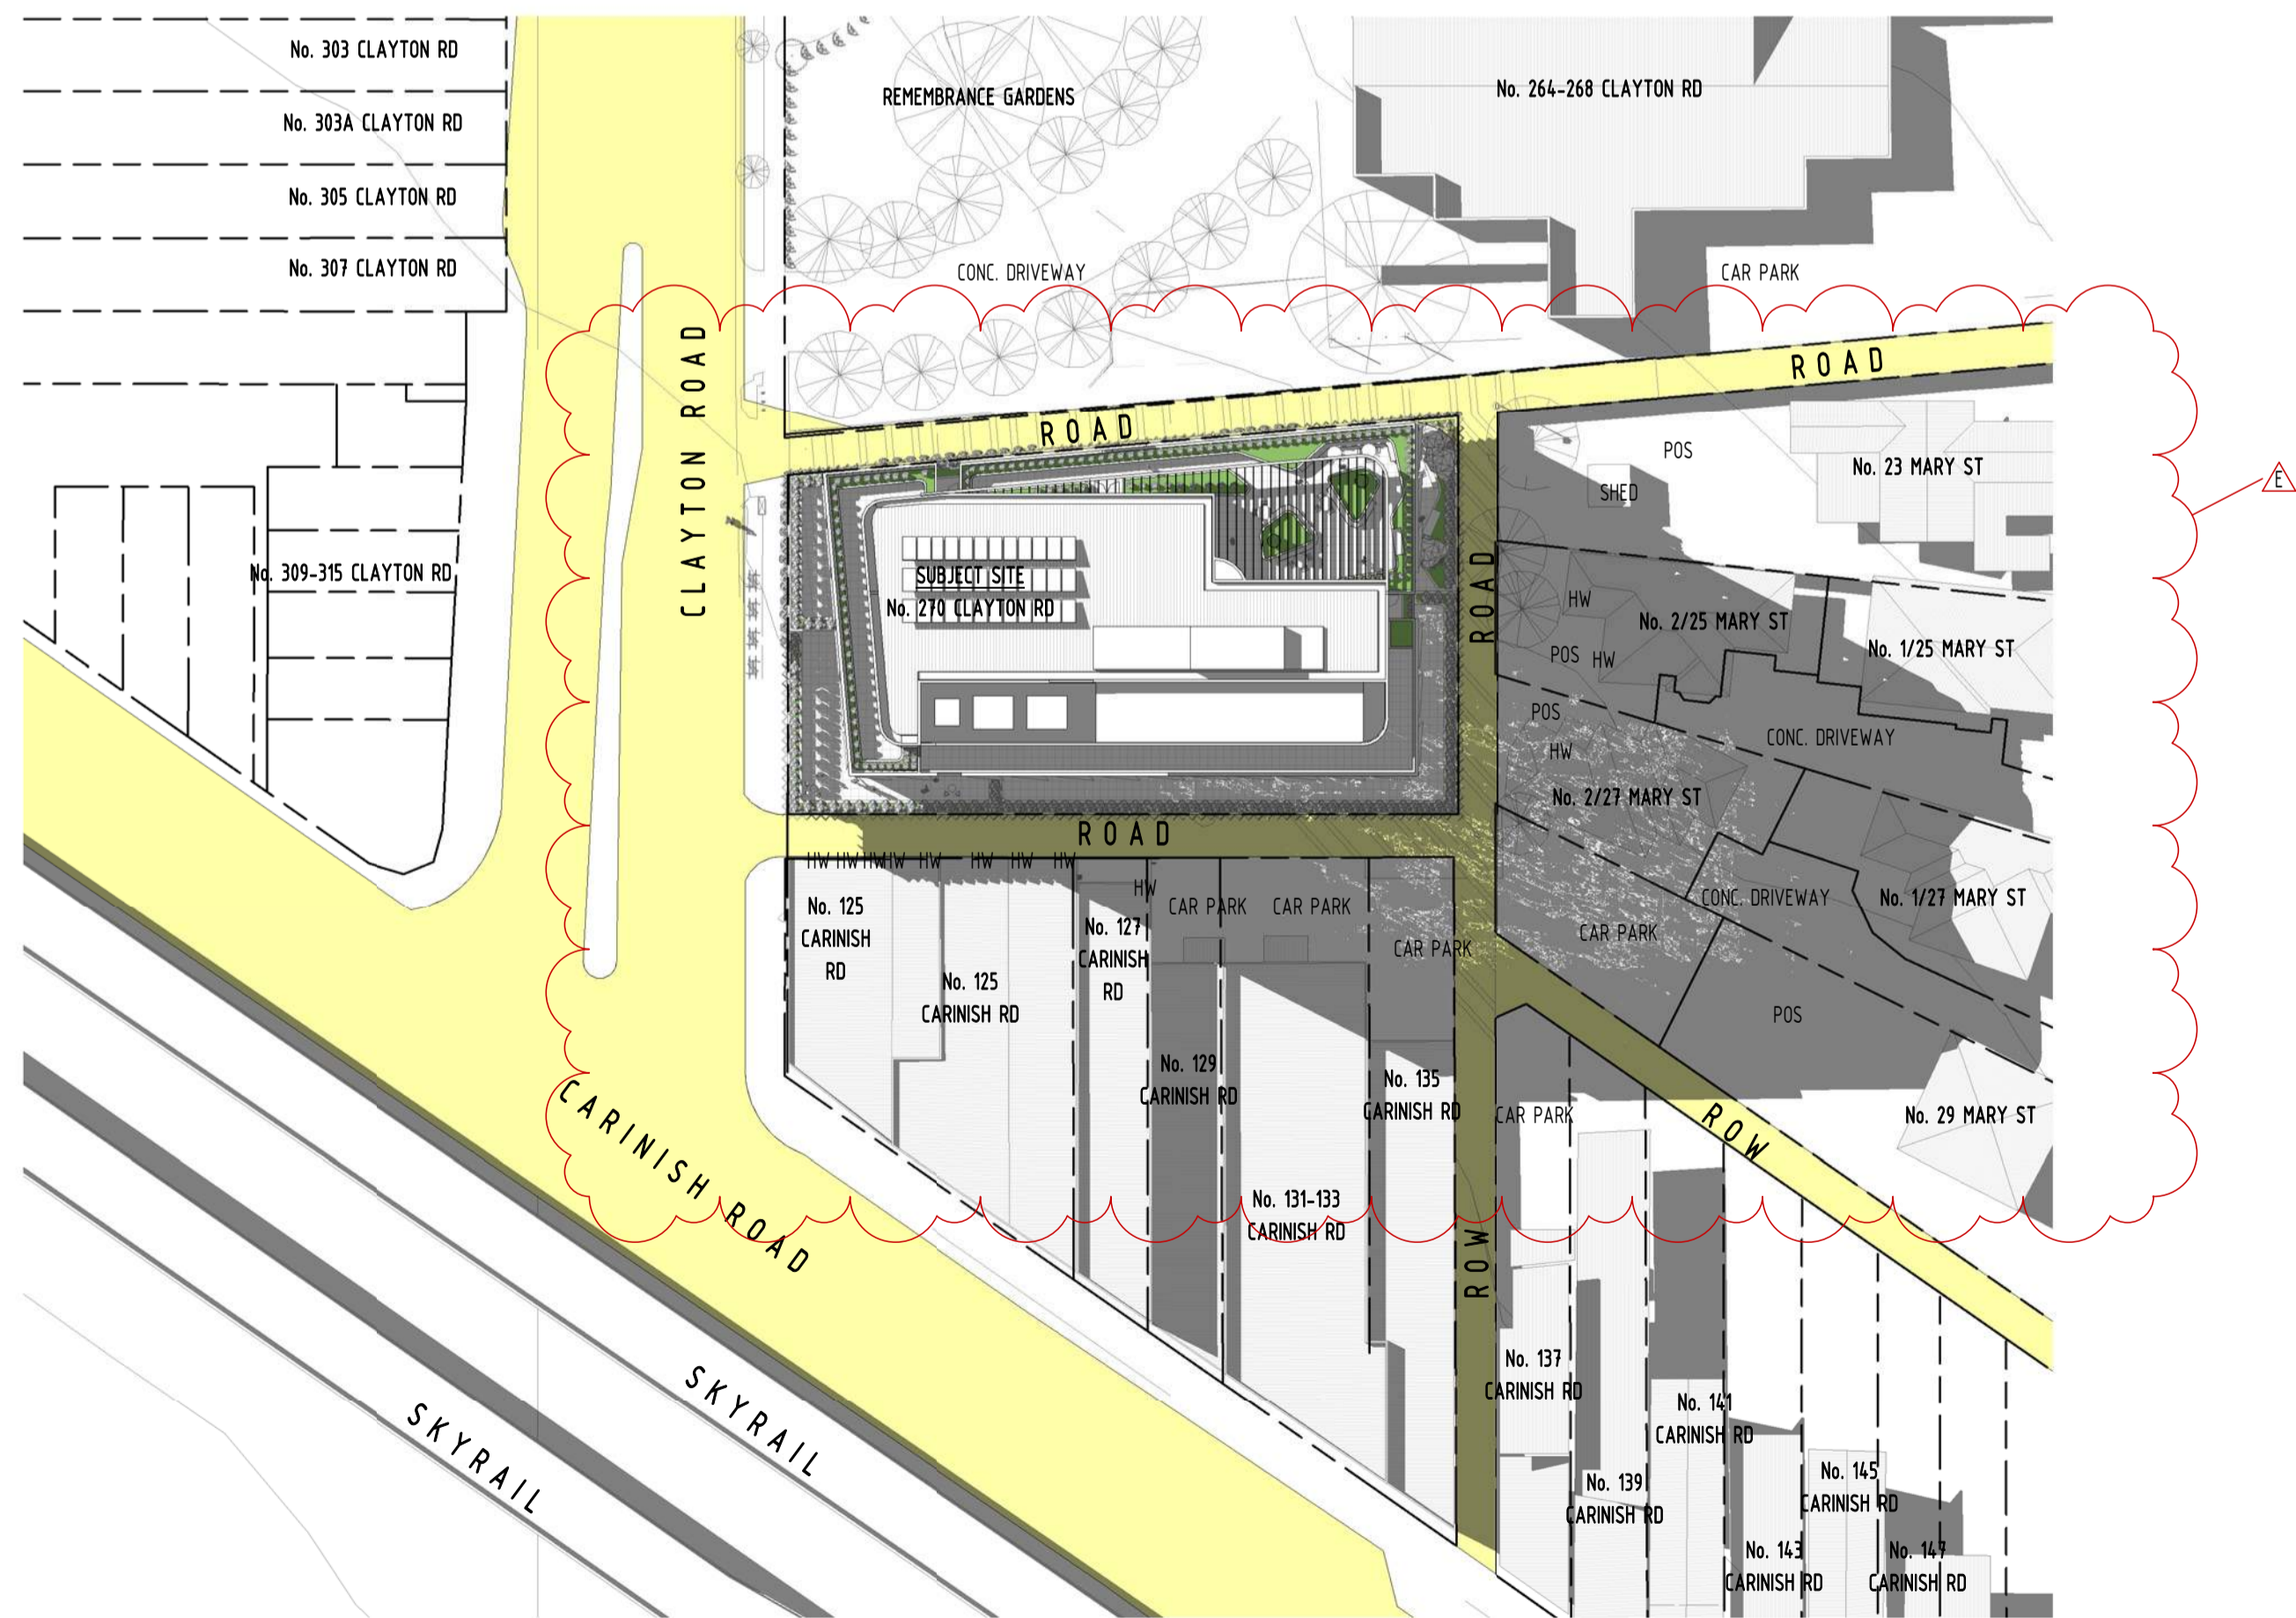 No. 303 CLAYTON RD
No. 303A CLAYTON RD
No. 305 CLAYTON RD
No. 307 CLAYTON RD
No. 309-315 CLAYTON RD
CLAYTON ROAD
REMEMBRANCE GARDENS
CONC. DRIVEWAY
No. 264-268 CLAYTON RD
CAR PARK
ROAD
ROAD
E
SUBJECT SITE
No. 270 CLAYTON RD
ROAD
POS
SHED
No. 23 MARY ST
HW
No. 2/25 MARY ST
POS HW
No. 1/25 MARY ST
POS
HW
CONC. DRIVEWAY
No. 2/27 MARY ST
CONC. DRIVEWAY
No. 1/27 MARY ST
CAR PARK
POS
No. 29 MARY ST
ROAD
HW HW HW HW HW HW HW HW
HW
No. 125
CARINISH
RD
No. 125
CARINISH RD
No. 127
CARINISH
RD
CAR PARK
CAR PARK
CAR PARK
No. 129
CARINISH RD
No. 131-133
CARINISH RD
No. 135
CARINISH RD
CAR PARK
ROW
ROW
No. 137
CARINISH RD
No. 139
CARINISH RD
No. 141
CARINISH RD
No. 143
CARINISH RD
No. 145
CARINISH RD
No. 147
CARINISH RD
CARINISH ROAD
SKYRAIL
SKYRAIL